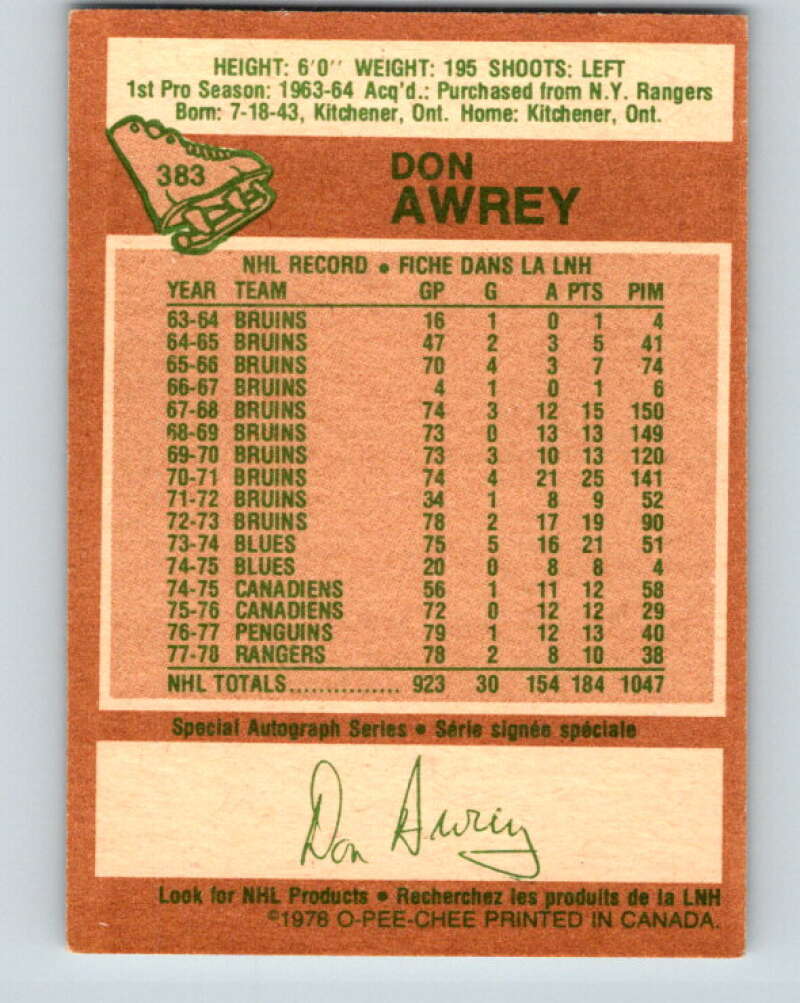 HEIGHT: 6'0'' WEIGHT: 195 SHOOTS: LEFT
1st Pro Season: 1963-64 Acq'd.: Purchased from N.Y. Rangers
Born: 7-18-43, Kitchener, Ont. Home: Kitchener, Ont.
383
DON
AWREY
NHL RECORD • FICHE DANS LA LNH
YEAR TEAM GP G A PTS PIM
63-64 BRUINS 16 1 0 1 4
64-65 BRUINS 47 2 3 5 41
65-66 BRUINS 70 4 3 7 74
66-67 BRUINS 4 1 0 1 6
67-68 BRUINS 74 3 12 15 150
68-69 BRUINS 73 0 13 13 149
69-70 BRUINS 73 3 10 13 120
70-71 BRUINS 74 4 21 25 141
71-72 BRUINS 34 1 8 9 52
72-73 BRUINS 78 2 17 19 90
73-74 BLUES 75 5 16 21 51
74-75 BLUES 20 0 8 8 4
74-75 CANADIENS 56 1 11 12 58
75-76 CANADIENS 72 0 12 12 29
76-77 PENGUINS 79 1 12 13 40
77-78 RANGERS 78 2 8 10 38
NHL TOTALS............... 923 30 154 184 1047
Special Autograph Series • Série signée spéciale
Don Awrey
Look for NHL Products • Recherchez les produits de la LNH
©1978 O-PEE-CHEE PRINTED IN CANADA.